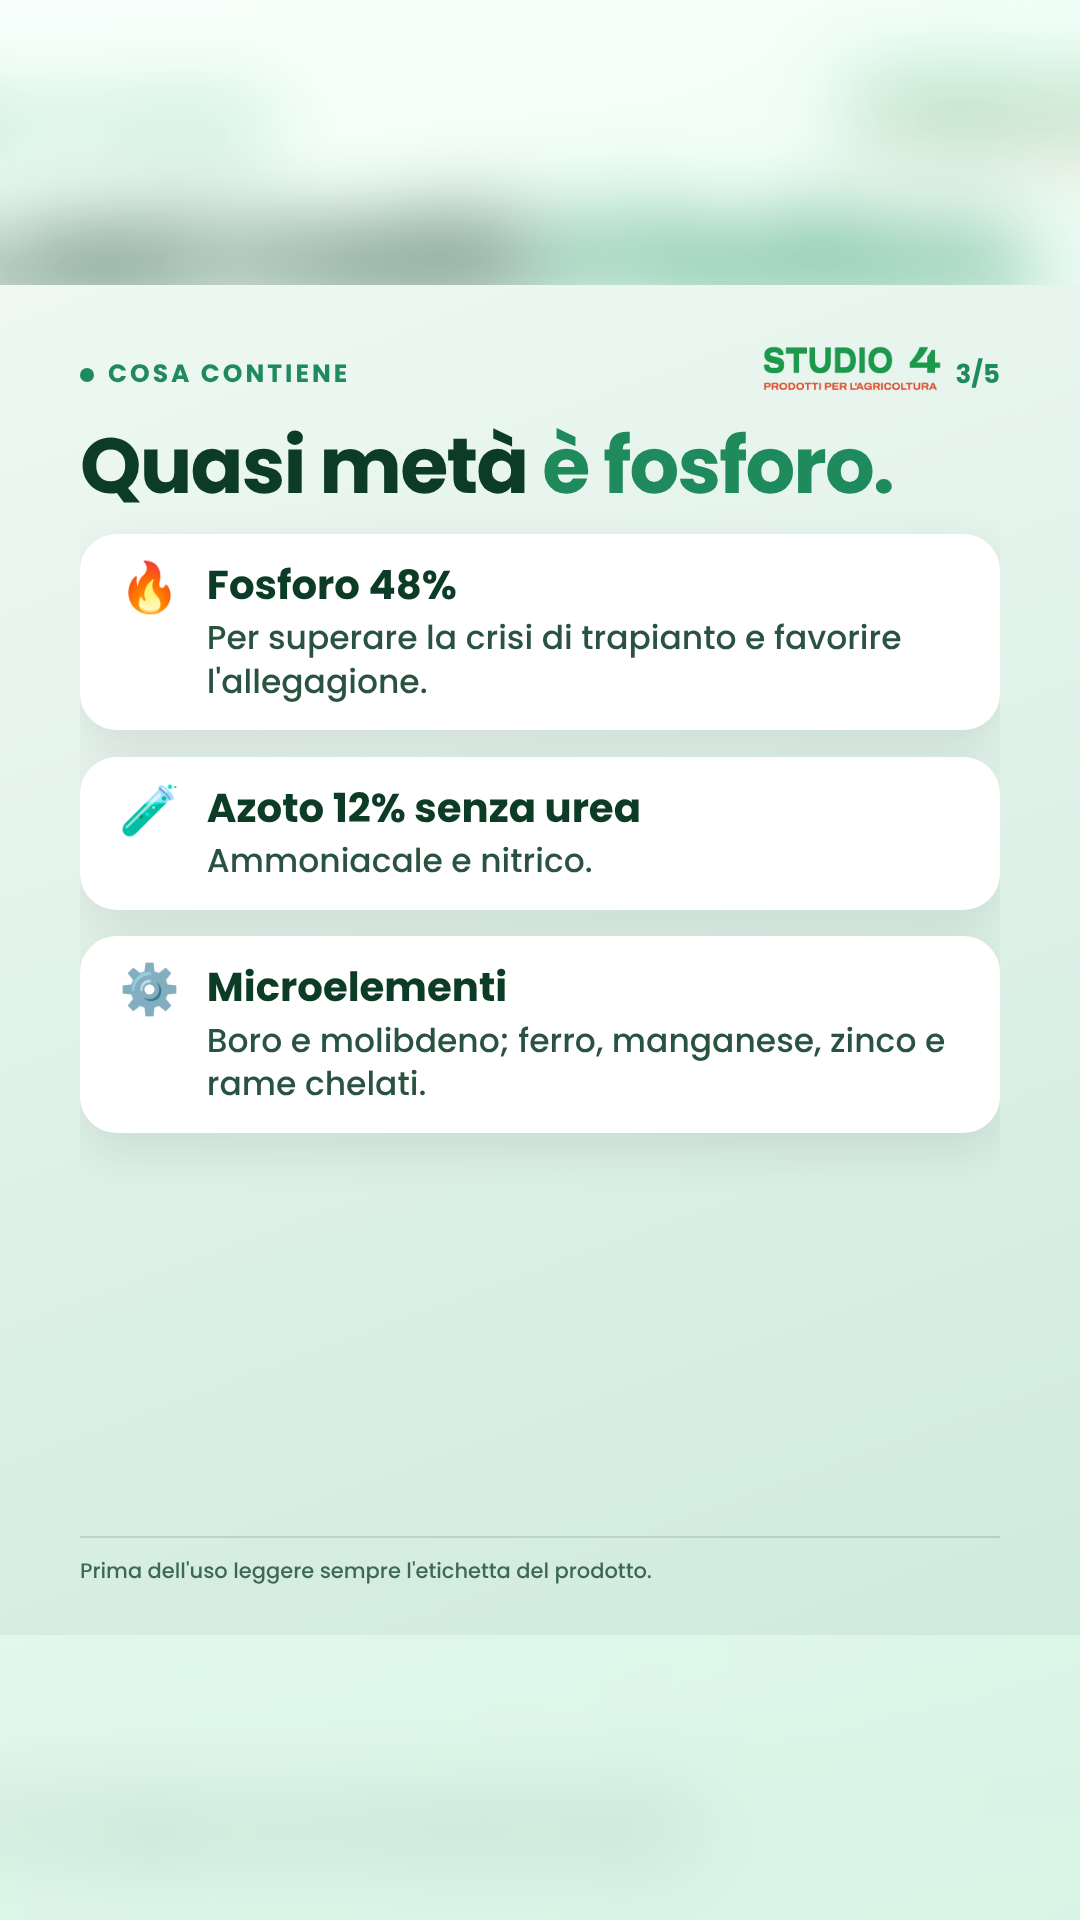 COSA CONTIENE
STUDIO 4
PRODOTTI PER L'AGRICOLTURA
3/5
Quasi metà è fosforo.
Fosforo 48%
Per superare la crisi di trapianto e favorire
l'allegagione.
Azoto 12% senza urea
Ammoniacale e nitrico.
Microelementi
Boro e molibdeno; ferro, manganese, zinco e
rame chelati.
Prima dell'uso leggere sempre l'etichetta del prodotto.